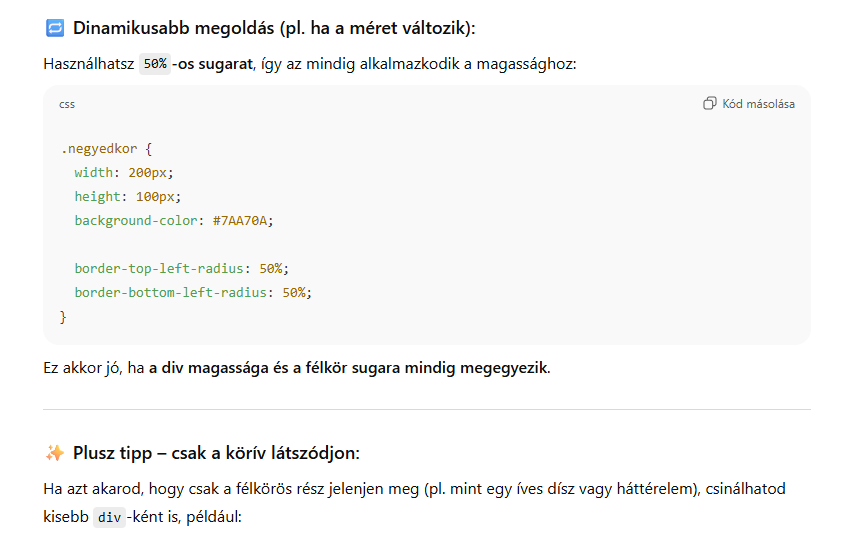 Dinamikusabb megoldás (pl. ha a méret változik):
Használhatsz 50%-os sugarat, így az mindig alkalmazkodik a magassághoz:
css
Kód másolása
.negyedkor {
  width: 200px;
  height: 100px;
  background-color: #7AA70A;
  border-top-left-radius: 50%;
  border-bottom-left-radius: 50%;
}
Ez akkor jó, ha a div magassága és a félkör sugara mindig megegyezik.
Plusz tipp – csak a körív látszódjon:
Ha azt akarod, hogy csak a félkörös rész jelenjen meg (pl. mint egy íves dísz vagy háttérelem), csinálhatod
kisebb div-ként is, például: